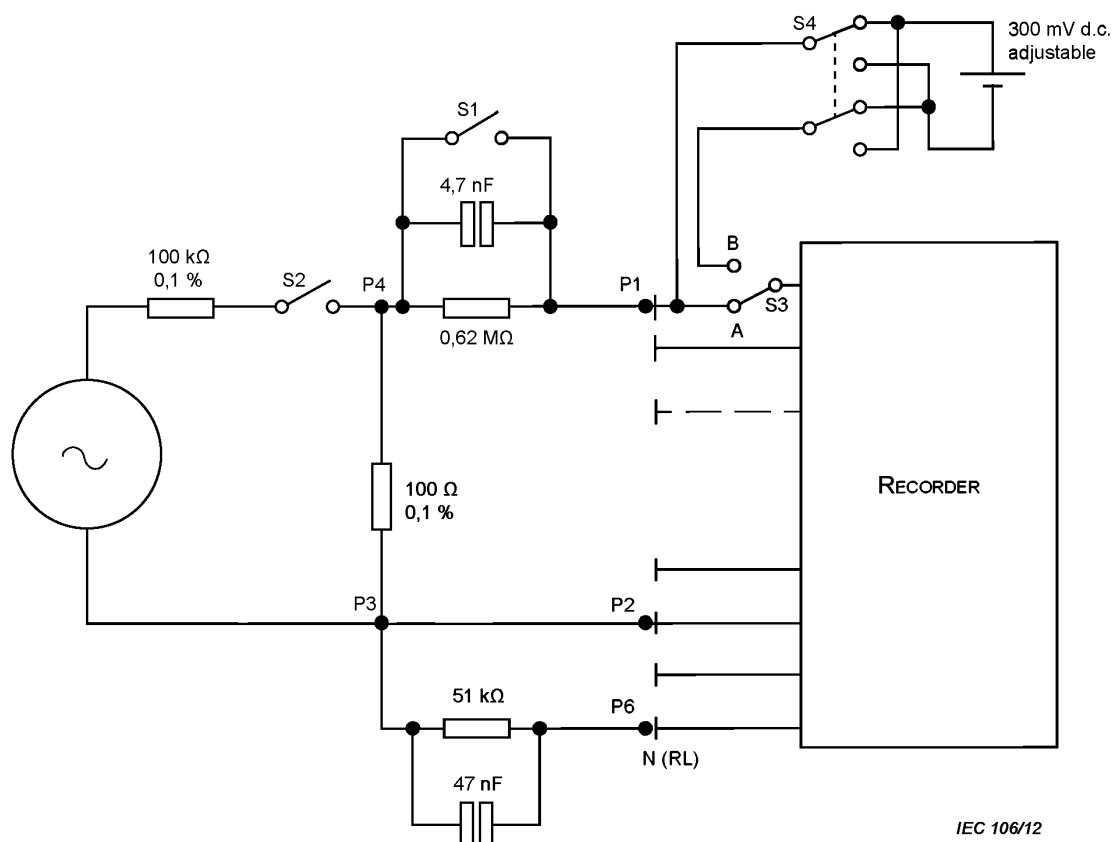 S4
300 mV d.c.
adjustable
S1
4,7 nF
100 kΩ
0,1 %
S2
P4
P1
B
S3
A
0,62 MΩ
100 Ω
0,1 %
RECORDER
P3
P2
51 kΩ
P6
N (RL)
47 nF
IEC 106/12